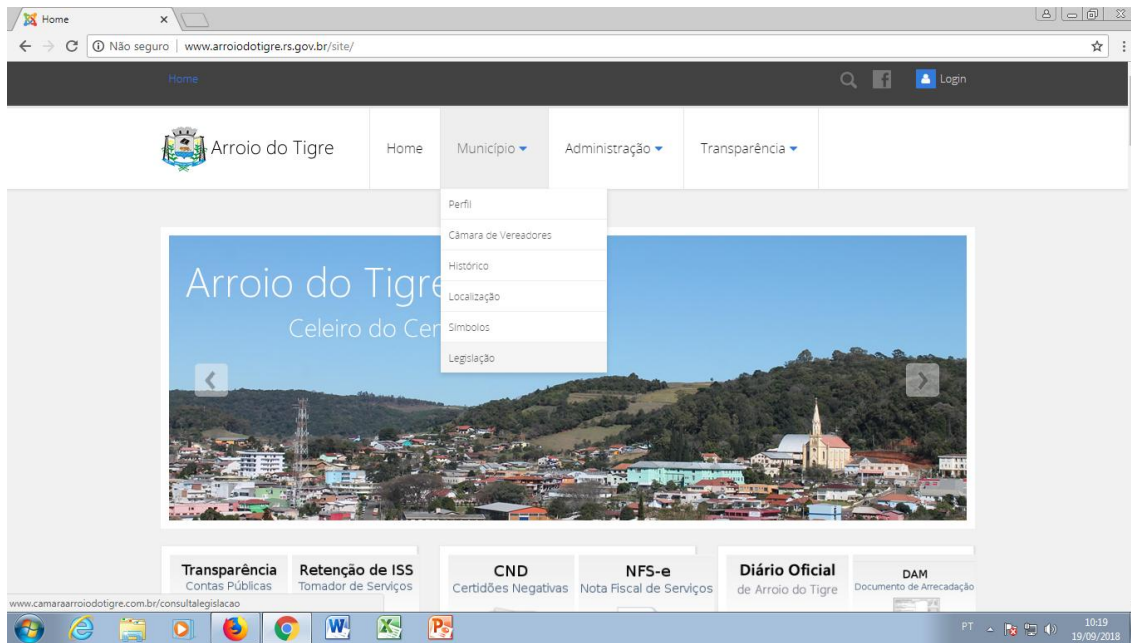 Home
Não seguro | www.arroiodotigre.rs.gov.br/site/
Home
Login
Arroio do Tigre
Home
Município
Administração
Transparência
Perfil
Câmara de Vereadores
Histórico
Localização
Símbolos
Legislação
Arroio do Tigre
Celeiro do Cen
Transparência
Contas Públicas
Retenção de ISS
Tomador de Serviços
CND
Certidões Negativas
NFS-e
Nota Fiscal de Serviços
Diário Oficial
de Arroio do Tigre
DAM
Documento de Arrecadação
www.camaraarroiodotigre.com.br/consultalegislacao
PT
10:19
19/09/2018